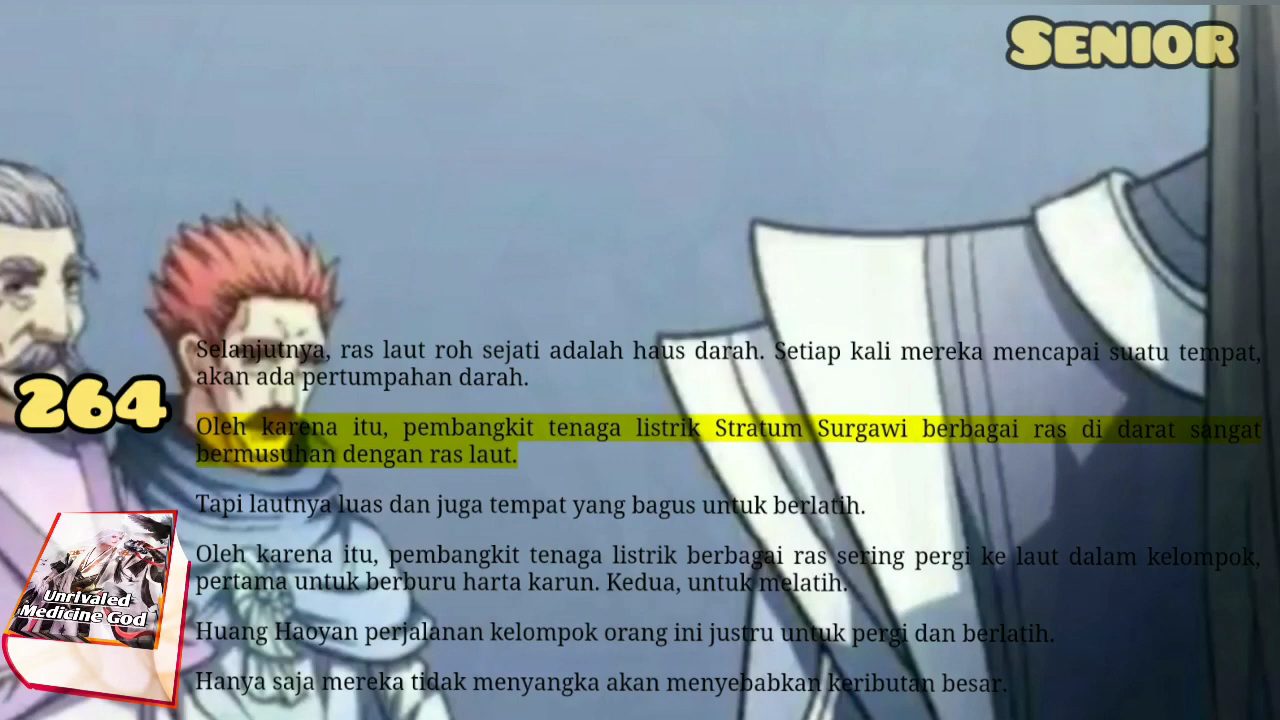 SENIOR
Selanjutnya, ras laut roh sejati adalah haus darah. Setiap kali mereka mencapai suatu tempat,
akan ada pertumpahan darah.
264
Oleh karena itu, pembangkit tenaga listrik Stratum Surgawi berbagai ras di darat sangat
bermusuhan dengan ras laut.
Tapi lautnya luas dan juga tempat yang bagus untuk berlatih.
Oleh karena itu, pembangkit tenaga listrik berbagai ras sering pergi ke laut dalam kelompok,
pertama untuk berburu harta karun. Kedua, untuk melatih.
Unrivaled
Medicine God
Huang Haoyan perjalanan kelompok orang ini justru untuk pergi dan berlatih.
Hanya saja mereka tidak menyangka akan menyebabkan keributan besar.